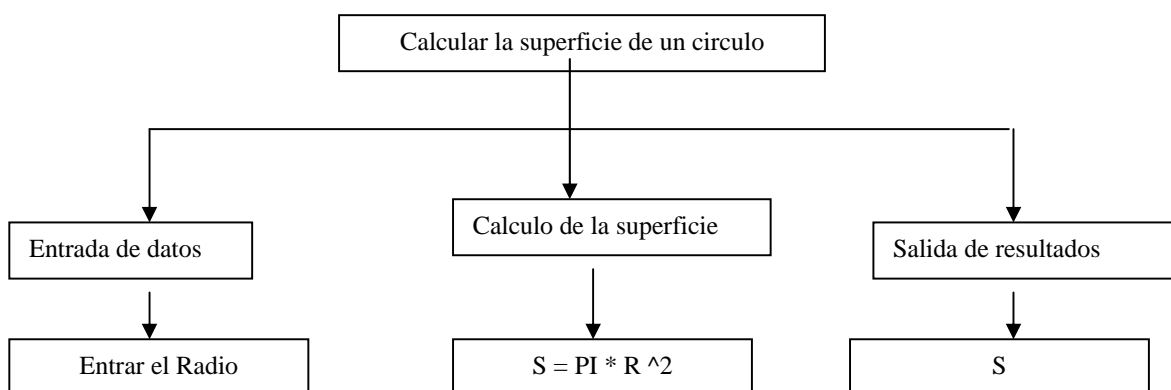 Calcular la superficie de un circulo
Entrada de datos
Calculo de la superficie
Salida de resultados
Entrar el Radio
S = PI * R ^2
S